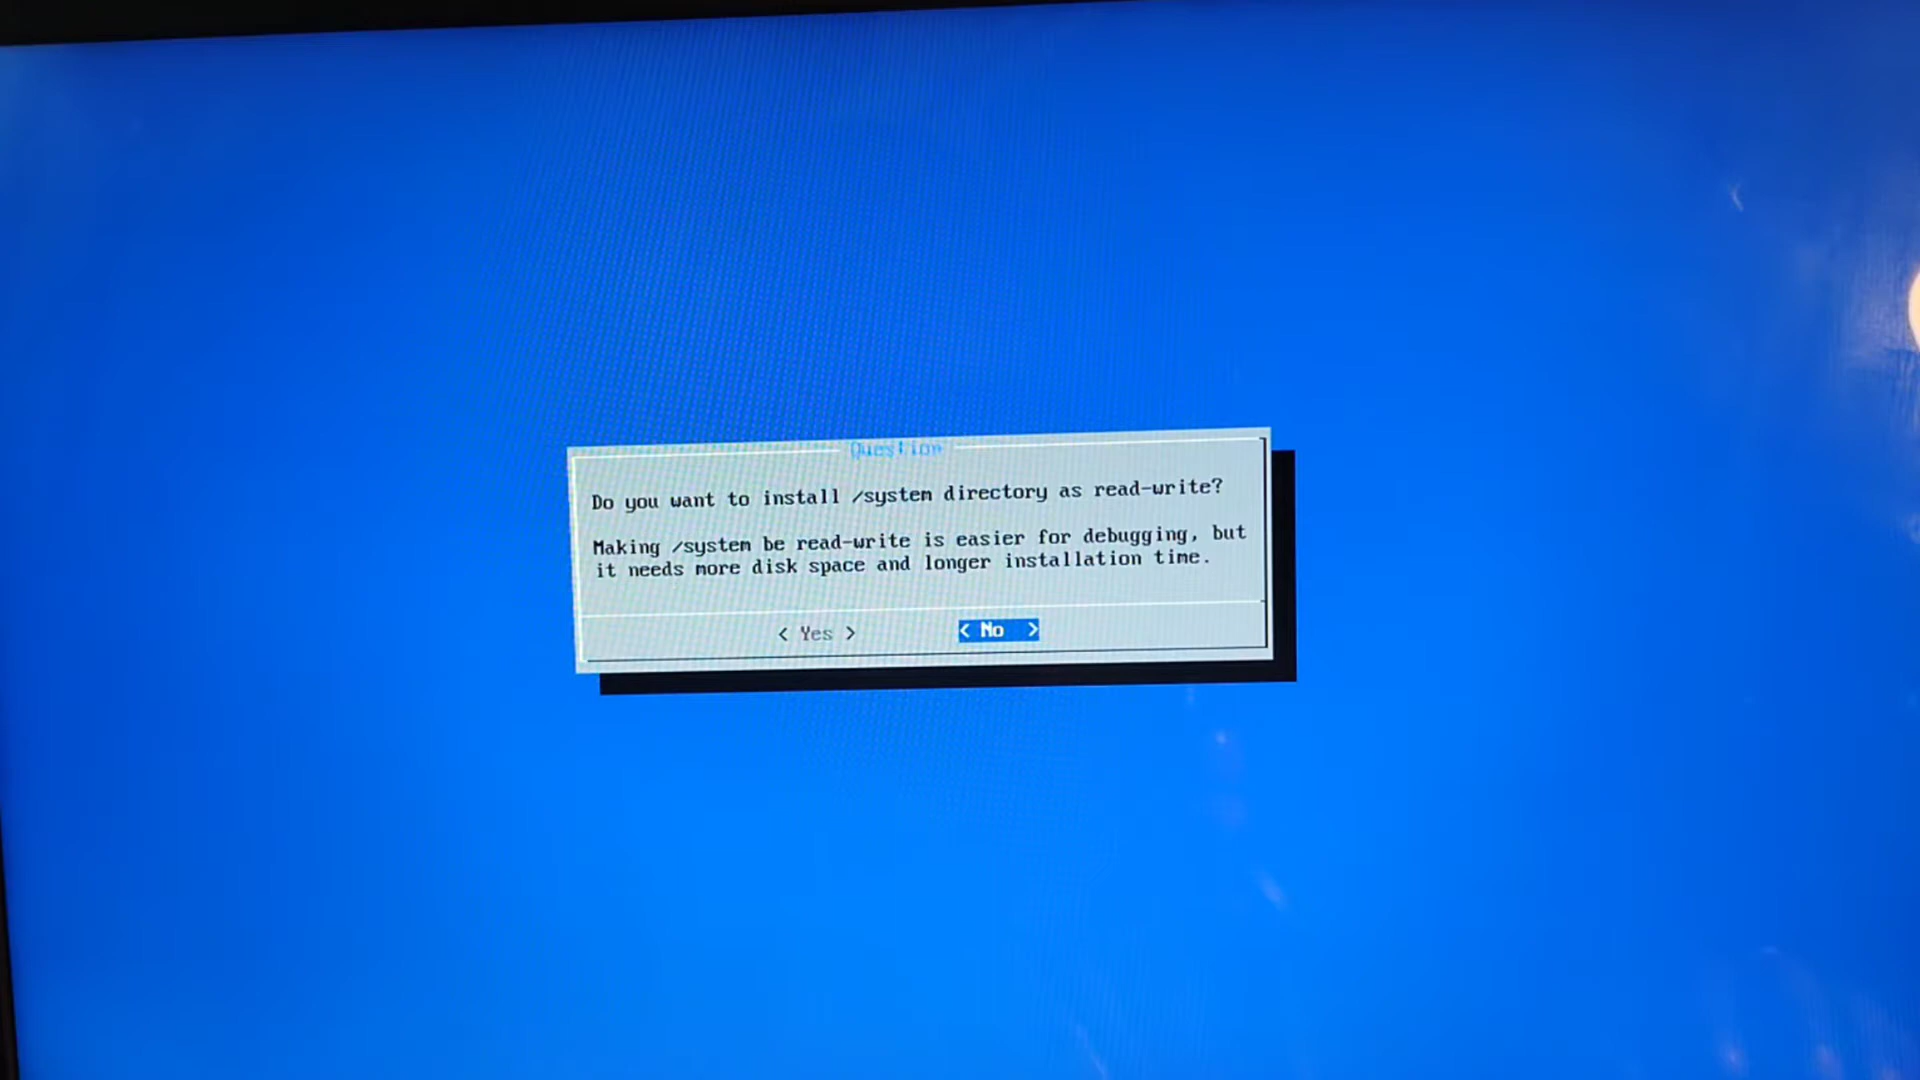 Question
Do you want to install /system directory as read-write?
Making /system be read-write is easier for debugging, but
it needs more disk space and longer installation time.
< Yes > < No >